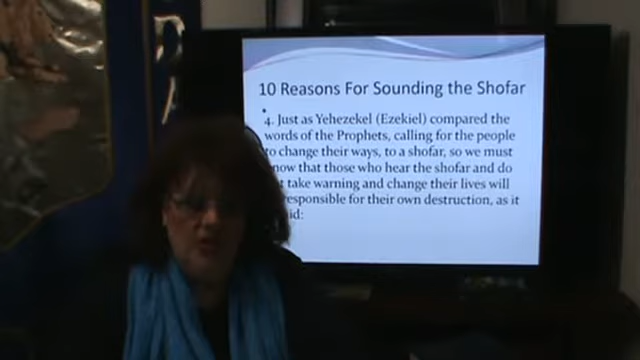 10 Reasons For Sounding the Shofar
4. Just as Yehezekel (Ezekiel) compared the
words of the Prophets, calling for the people
to change their ways, to a shofar, so we must
now that those who hear the shofar and do
t take warning and change their lives will
responsible for their own destruction, as it
id: